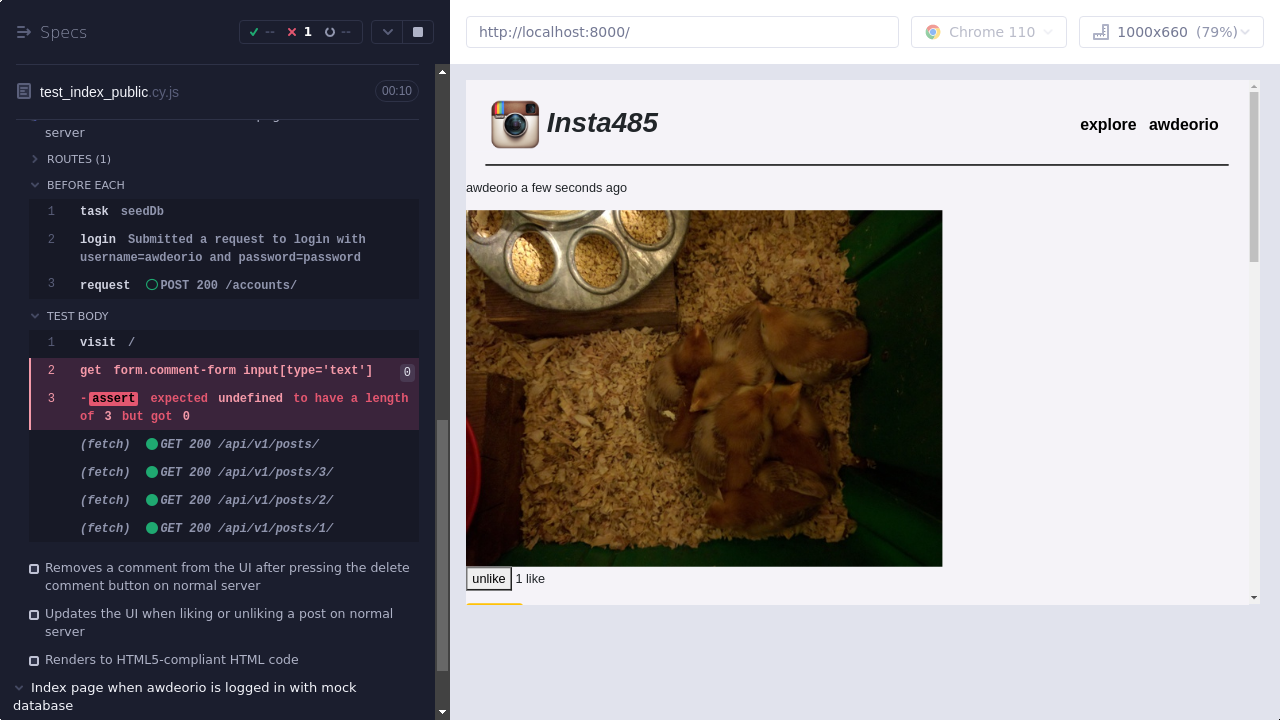 Specs
-- 1 --
test_index_public.cy.js 00:10
server
ROUTES (1)
BEFORE EACH
1 task seedDb
2 login Submitted a request to login with
username=awdeorio and password=password
3 request POST 200 /accounts/
TEST BODY
1 visit /
2 get form.comment-form input[type='text'] 0
3 -assert expected undefined to have a length
of 3 but got 0
(fetch) GET 200 /api/v1/posts/
(fetch) GET 200 /api/v1/posts/3/
(fetch) GET 200 /api/v1/posts/2/
(fetch) GET 200 /api/v1/posts/1/
Removes a comment from the UI after pressing the delete
comment button on normal server
Updates the UI when liking or unliking a post on normal
server
Renders to HTML5-compliant HTML code
Index page when awdeorio is logged in with mock
database
http://localhost:8000/
Chrome 110
1000x660 (79%)
Insta485
explore awdeorio
awdeorio a few seconds ago
unlike 1 like